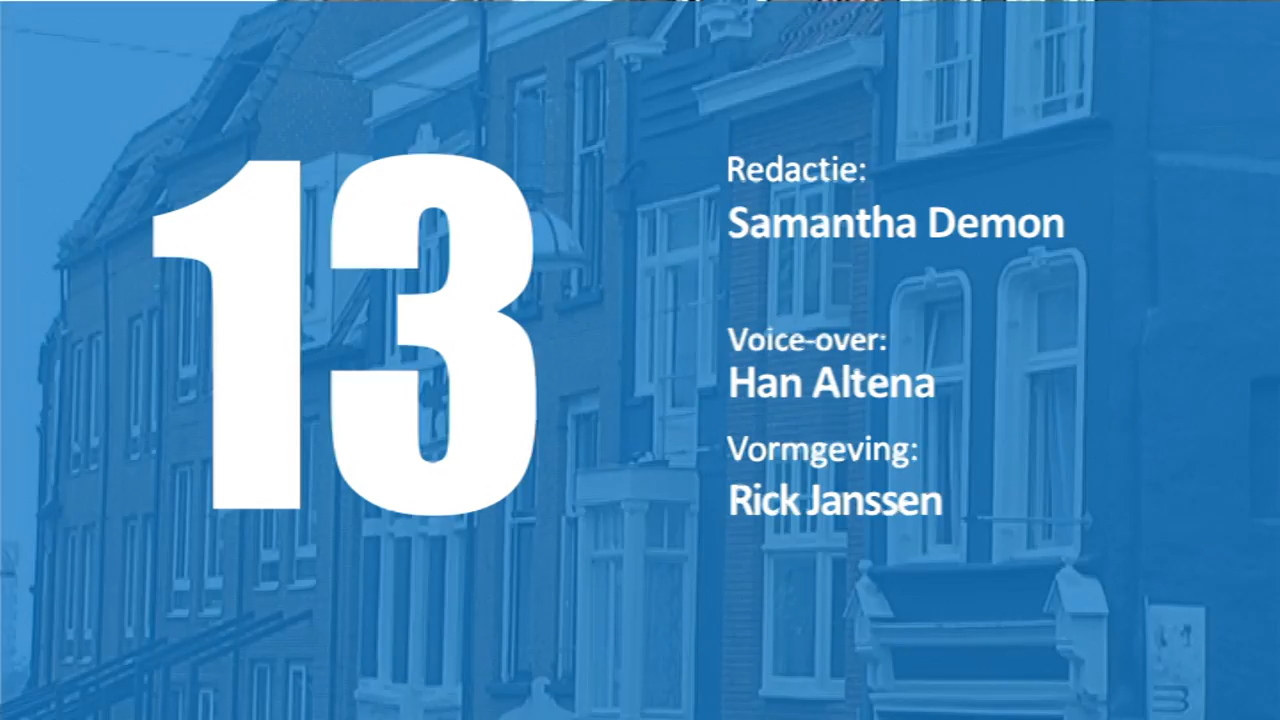 13
Redactie:
Samantha Demon
Voice-over:
Han Altena
Vormgeving:
Rick Janssen